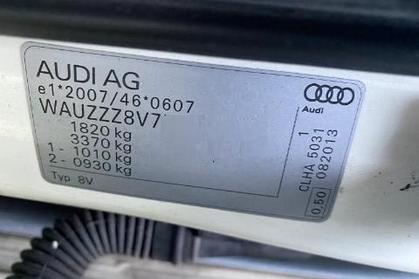 AUDI AG
e1*2007/46*0607
WAUZZZ8V7
1820 kg
3370 kg
1 - 1010 kg
2 - 0930 kg
Typ 8V
Audi
1
CLHA 5031
082013
0,50